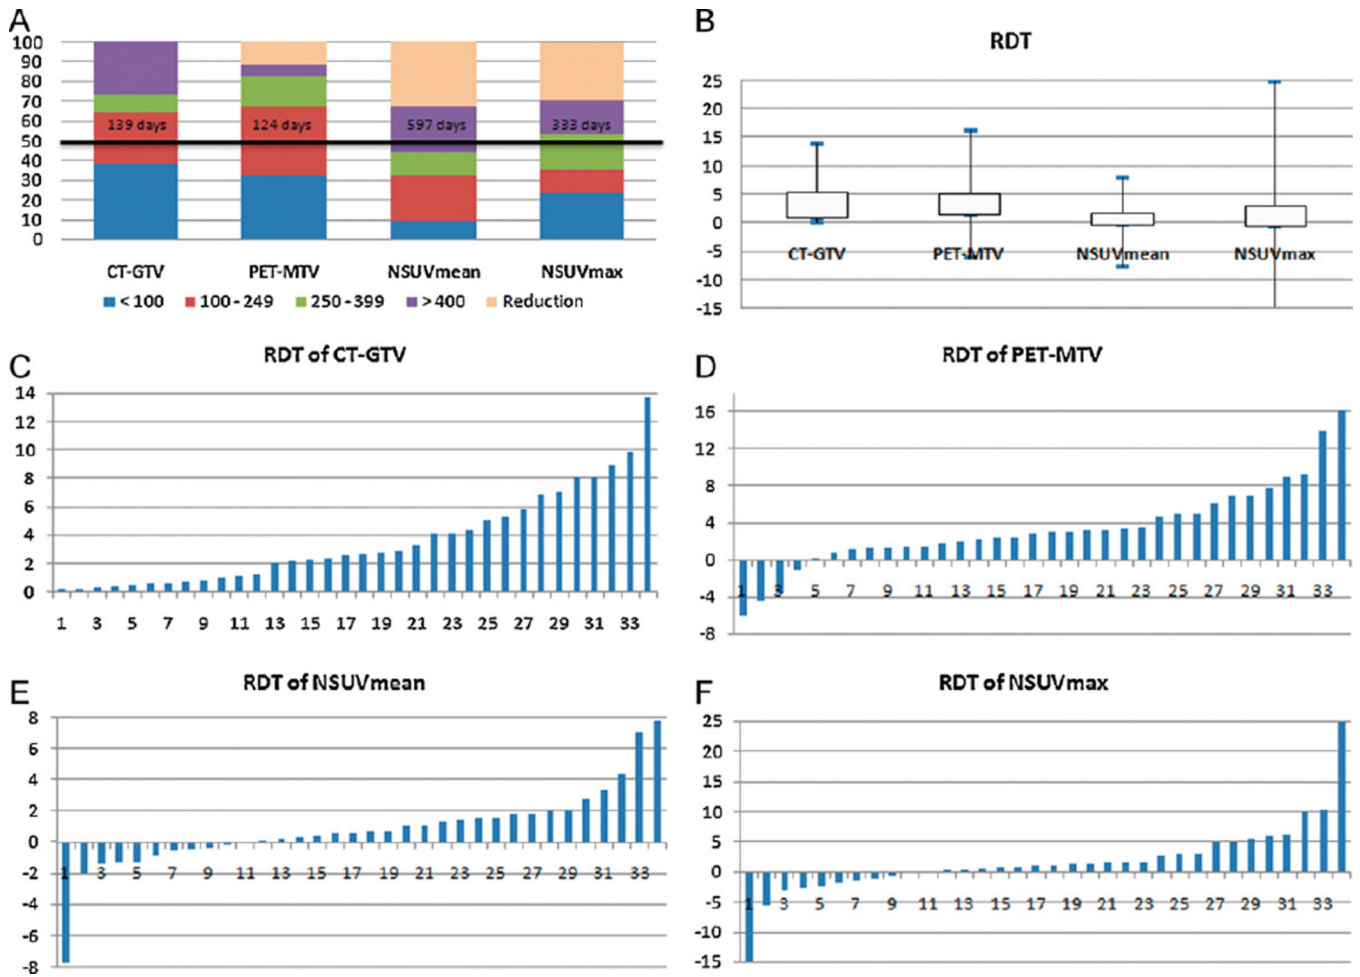 A
100
90
80
70
60
50
40
30
20
10
0
139 days 124 days 597 days 333 days
CT-GTV PET-MTV NSUVmean NSUVmax
< 100 100 - 249 250 - 399 > 400 Reduction
B
RDT
25
20
15
10
5
0
-5
-10
-15
CT-GTV PET-MTV NSUVmean NSUVmax
C
RDT of CT-GTV
14
12
10
8
6
4
2
0
1 3 5 7 9 11 13 15 17 19 21 23 25 27 29 31 33
D
RDT of PET-MTV
16
12
8
4
0
-4
-8
1 3 5 7 9 11 13 15 17 19 21 23 25 27 29 31 33
E
RDT of NSUVmean
8
6
4
2
0
-2
-4
-6
-8
1 3 5 7 9 11 13 15 17 19 21 23 25 27 29 31 33
F
RDT of NSUVmax
25
20
15
10
5
0
-5
-10
-15
1 3 5 7 9 11 13 15 17 19 21 23 25 27 29 31 33